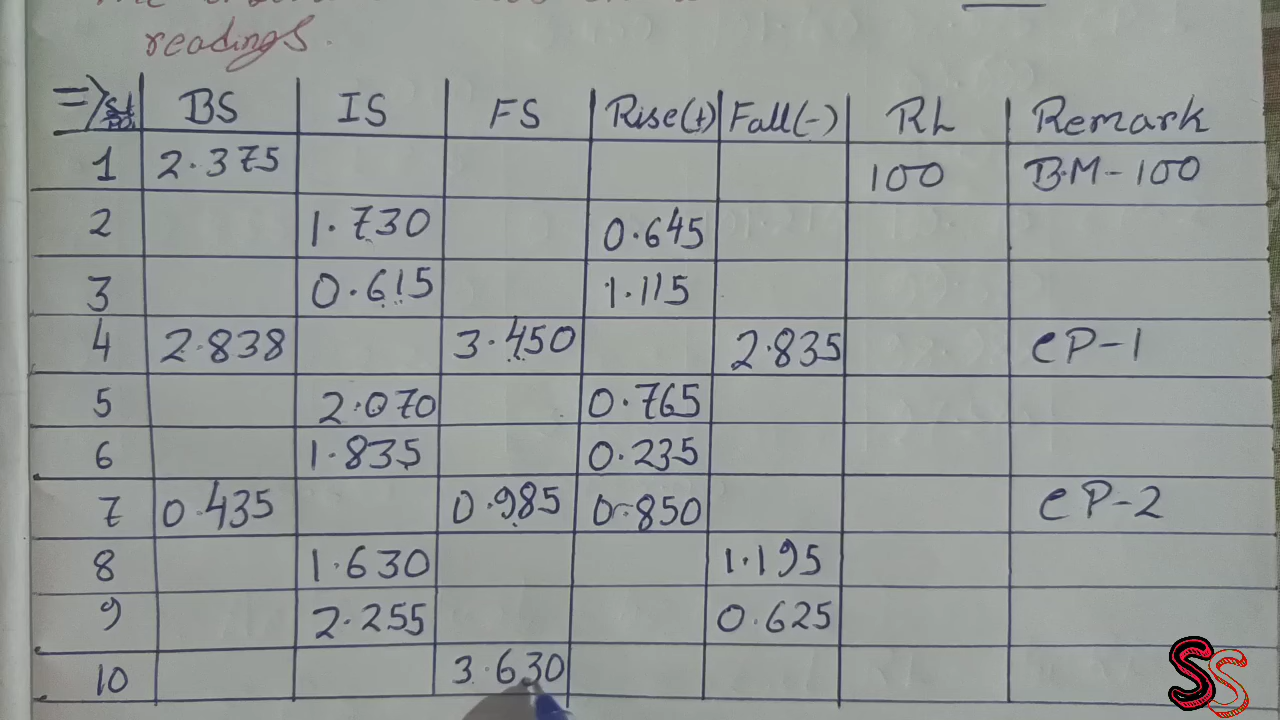 readings.
=> St no. BS IS FS Rise(+) Fall(-) RL Remark
1 2.375 100 B.M-100
2 1.730 0.645
3 0.615 1.115
4 2.838 3.450 2.835 CP-1
5 2.070 0.765
6 1.835 0.235
7 0.435 0.985 0.850 CP-2
8 1.630 1.195
9 2.255 0.625
10 3.630
SS